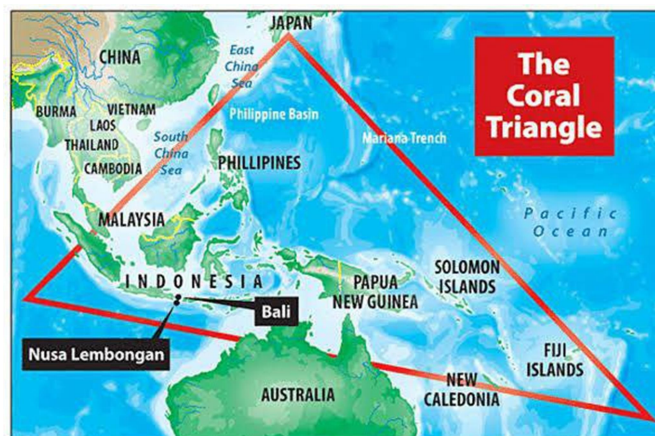 JAPAN
The
Coral
Triangle
CHINA
East
China
Sea
BURMA
VIETNAM
LAOS
THAILAND
CAMBODIA
South
China
Sea
Philippine Basin
Mariana Trench
PHILLIPINES
MALAYSIA
Pacific
Ocean
INDONESIA
PAPUA
NEW GUINEA
SOLOMON
ISLANDS
Bali
Nusa Lembongan
FIJI
ISLANDS
NEW
CALEDONIA
AUSTRALIA